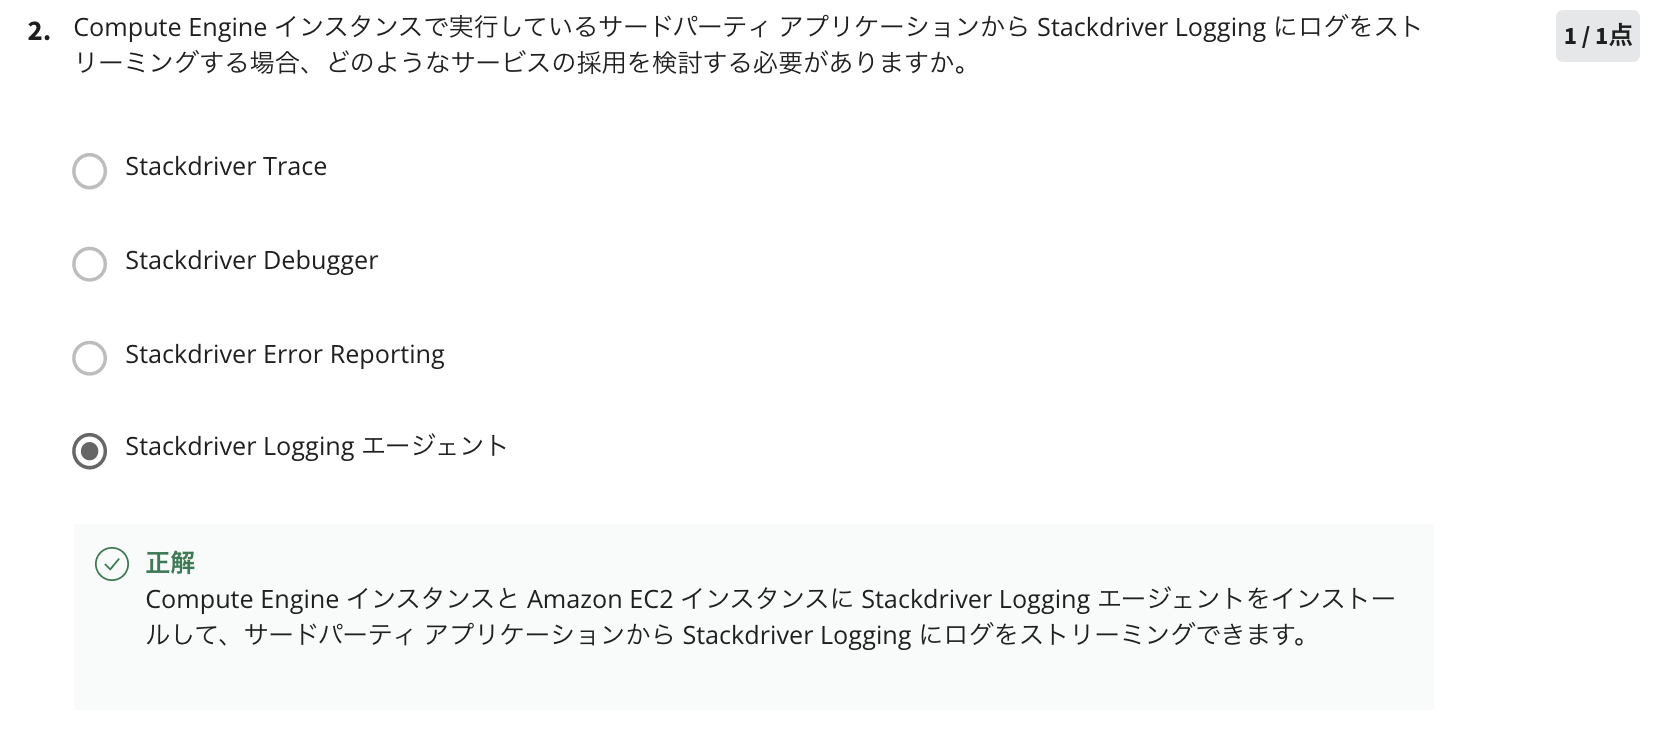 2. Compute Engine インスタンスで実行しているサードパーティ アプリケーションから Stackdriver Logging にログをスト
リーミングする場合、どのようなサービスの採用を検討する必要がありますか。
1 / 1点
Stackdriver Trace
Stackdriver Debugger
Stackdriver Error Reporting
Stackdriver Logging エージェント
正解
Compute Engine インスタンスと Amazon EC2 インスタンスに Stackdriver Logging エージェントをインストー
ルして、サードパーティ アプリケーションから Stackdriver Logging にログをストリーミングできます。